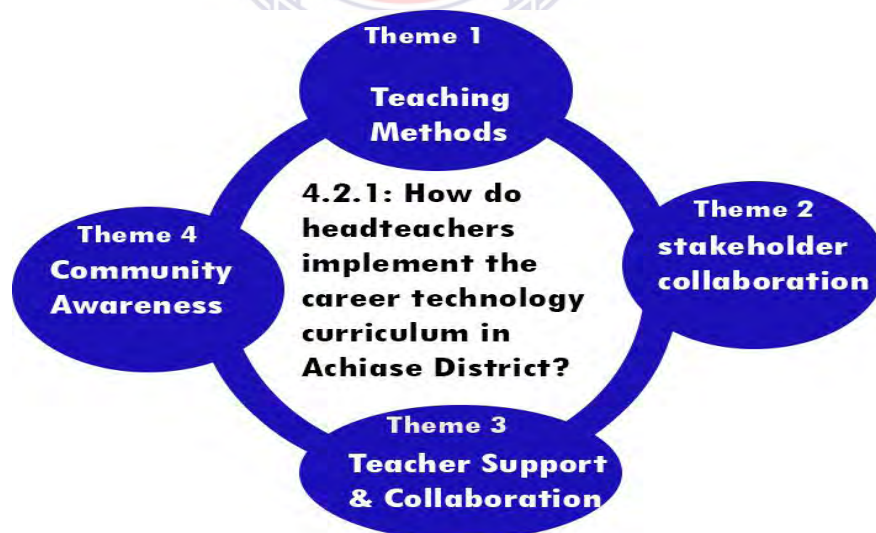 Theme 1
Teaching
Methods
4.2.1: How do
headteachers
implement the
career technology
curriculum in
Achiase District?
Theme 2
stakeholder
collaboration
Theme 3
Teacher Support
& Collaboration
Theme 4
Community
Awareness